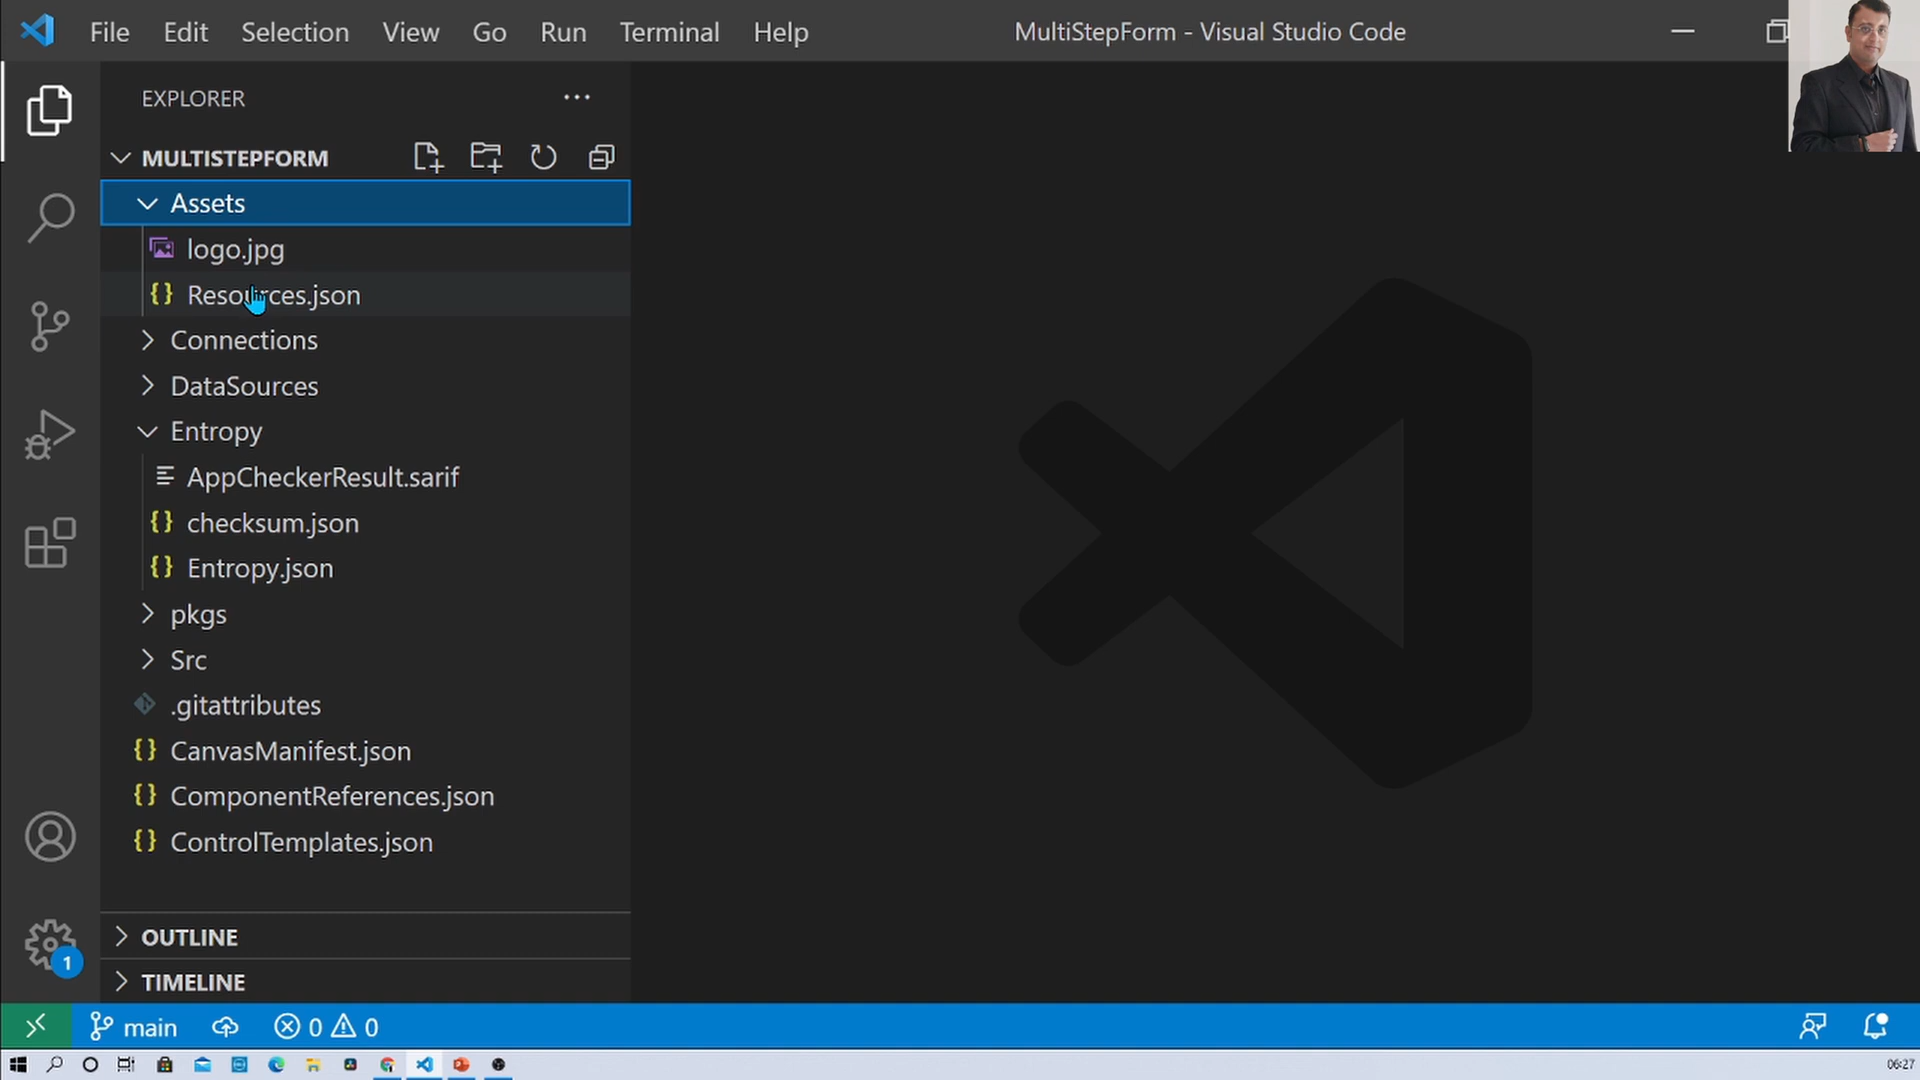 File Edit Selection View Go Run Terminal Help MultiStepForm - Visual Studio Code
EXPLORER
MULTISTEPFORM
Assets
logo.jpg
Resources.json
Connections
DataSources
Entropy
AppCheckerResult.sarif
checksum.json
Entropy.json
pkgs
Src
.gitattributes
CanvasManifest.json
ComponentReferences.json
ControlTemplates.json
OUTLINE
1
TIMELINE
main 0 0
06:27